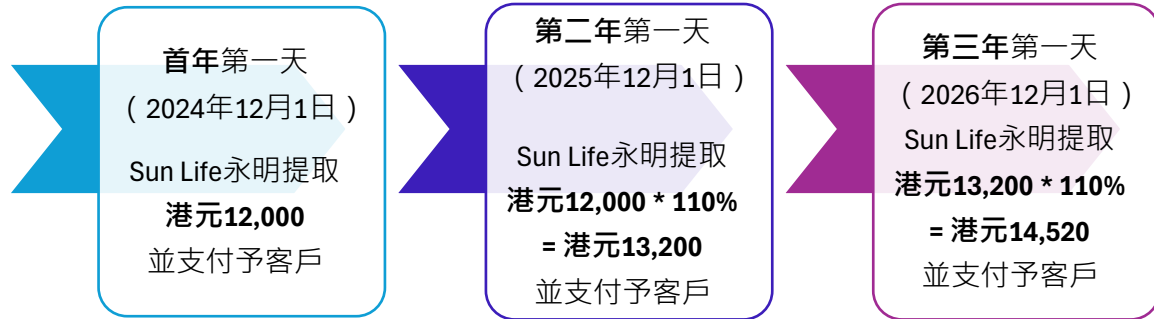 首年第一天
（2024年12月1日）
Sun Life永明提取
港元12,000
並支付予客戶
第二年第一天
（2025年12月1日）
Sun Life永明提取
港元12,000 * 110%
= 港元13,200
並支付予客戶
第三年第一天
（2026年12月1日）
Sun Life永明提取
港元13,200 * 110%
= 港元14,520
並支付予客戶